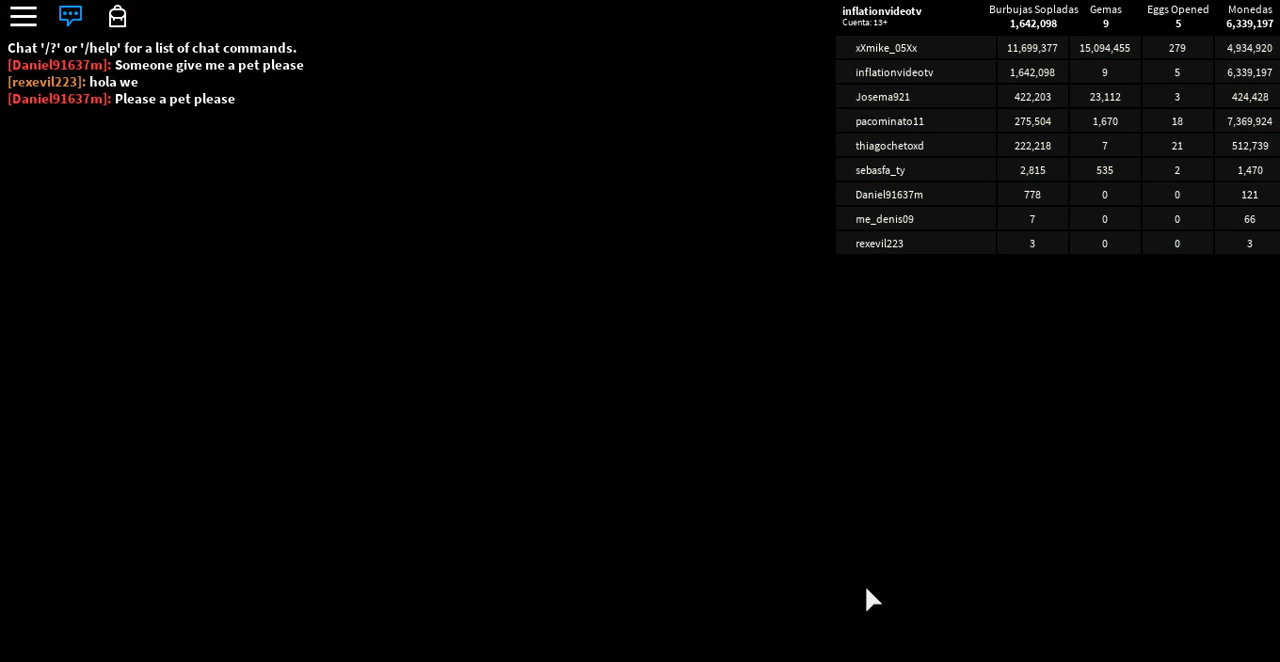 inflationvideotv Burbujas Sopladas Gemas Eggs Opened Monedas
Cuenta: 13+ 1,642,098 9 5 6,339,197
Chat '/?' or '/help' for a list of chat commands.
[Daniel91637m]: Someone give me a pet please
[rexevil223]: hola we
[Daniel91637m]: Please a pet please
xXmike_05Xx 11,699,377 15,094,455 279 4,934,920
inflationvideotv 1,642,098 9 5 6,339,197
Josema921 422,203 23,112 3 424,428
pacominato11 275,504 1,670 18 7,369,924
thiagochetoxd 222,218 7 21 512,739
sebasfa_ty 2,815 535 2 1,470
Daniel91637m 778 0 0 121
me_denis09 7 0 0 66
rexevil223 3 0 0 3